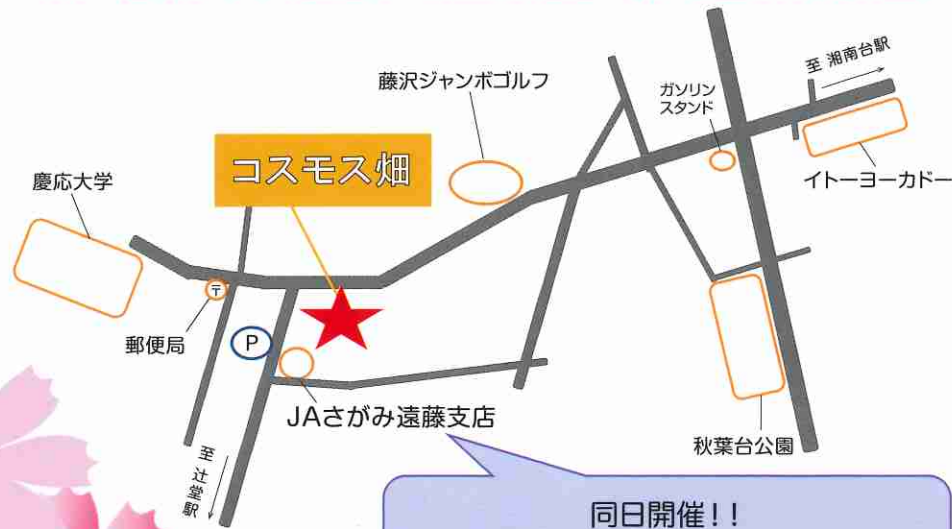 至 湘南台駅
藤沢ジャンボゴルフ
ガソリン
スタンド
コスモス畑
慶応大学
イトーヨーカドー
〒
郵便局
P
JAさがみ遠藤支店
秋葉台公園
至 辻堂駅
同日開催！！